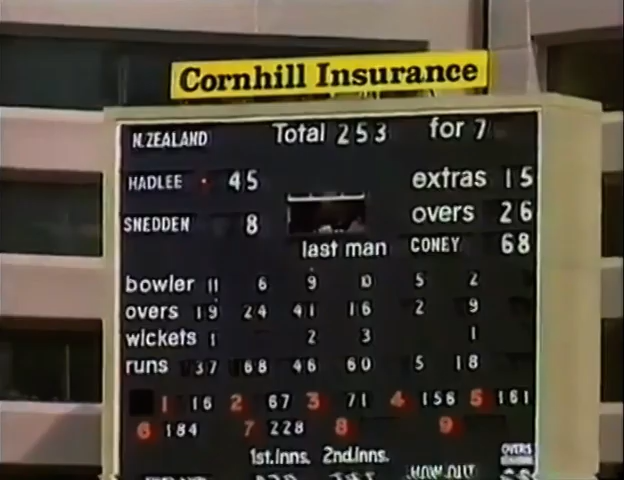 Cornhill Insurance
N.ZEALAND Total 253 for 7
HADLEE 45 extras 15
SNEDDEN 8 overs 26
last man CONEY 68
bowler 11 6 9 10 5 2
overs 19 24 41 16 2 9
wickets 1 2 3 1
runs 37 68 46 60 5 18
1 16 2 67 3 71 4 156 5 161
6 184 7 228 8 9
1st.Inns. 2nd.Inns. OVERS
HOW OUT